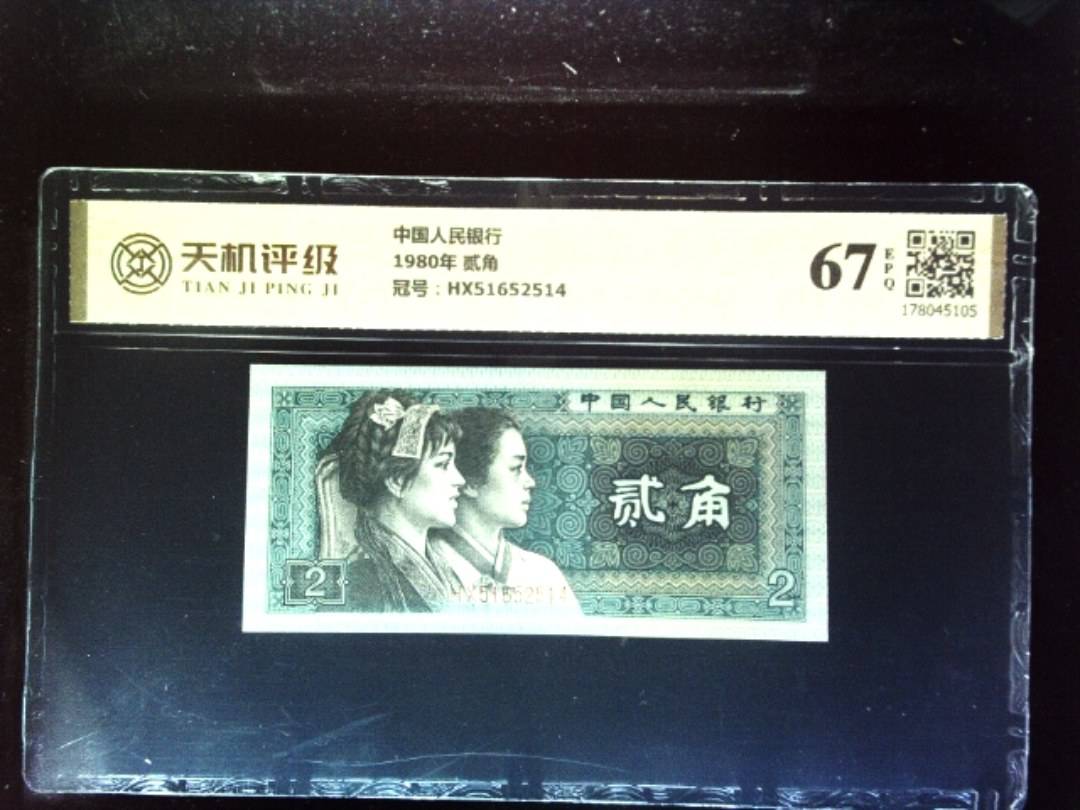 天机评级
TIAN JI PING JI
中国人民银行
1980年 贰角
冠号：HX51652514
67
EPQ
178045105
中国人民银行
贰角
2
HX51652514
2